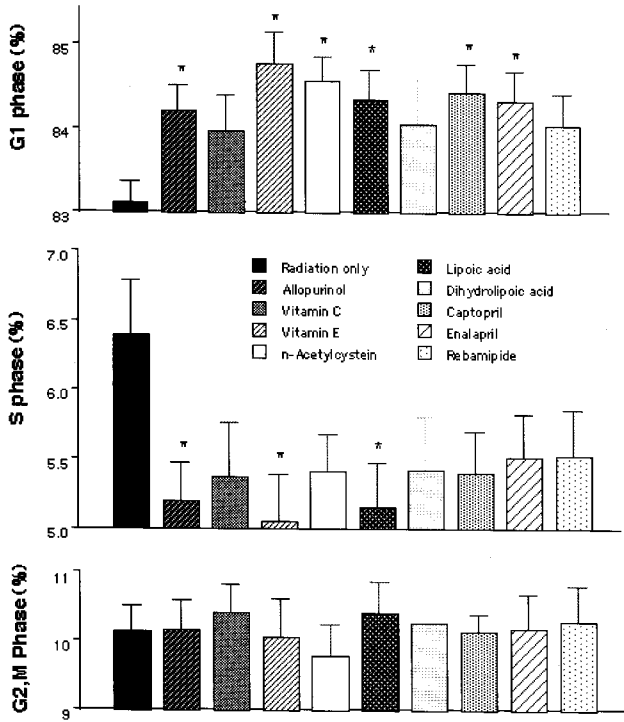 G1 phase (%)
85
84
83
* * * * * *
S phase (%)
7.0
6.5
6.0
5.5
5.0
Radiation only
Allopurinol
Vitamin C
Vitamin E
n-Acetylcystein
Lipoic acid
Dihydrolipoic acid
Captopril
Enalapril
Rebamipide
* * *
G2,M Phase (%)
11
10
9